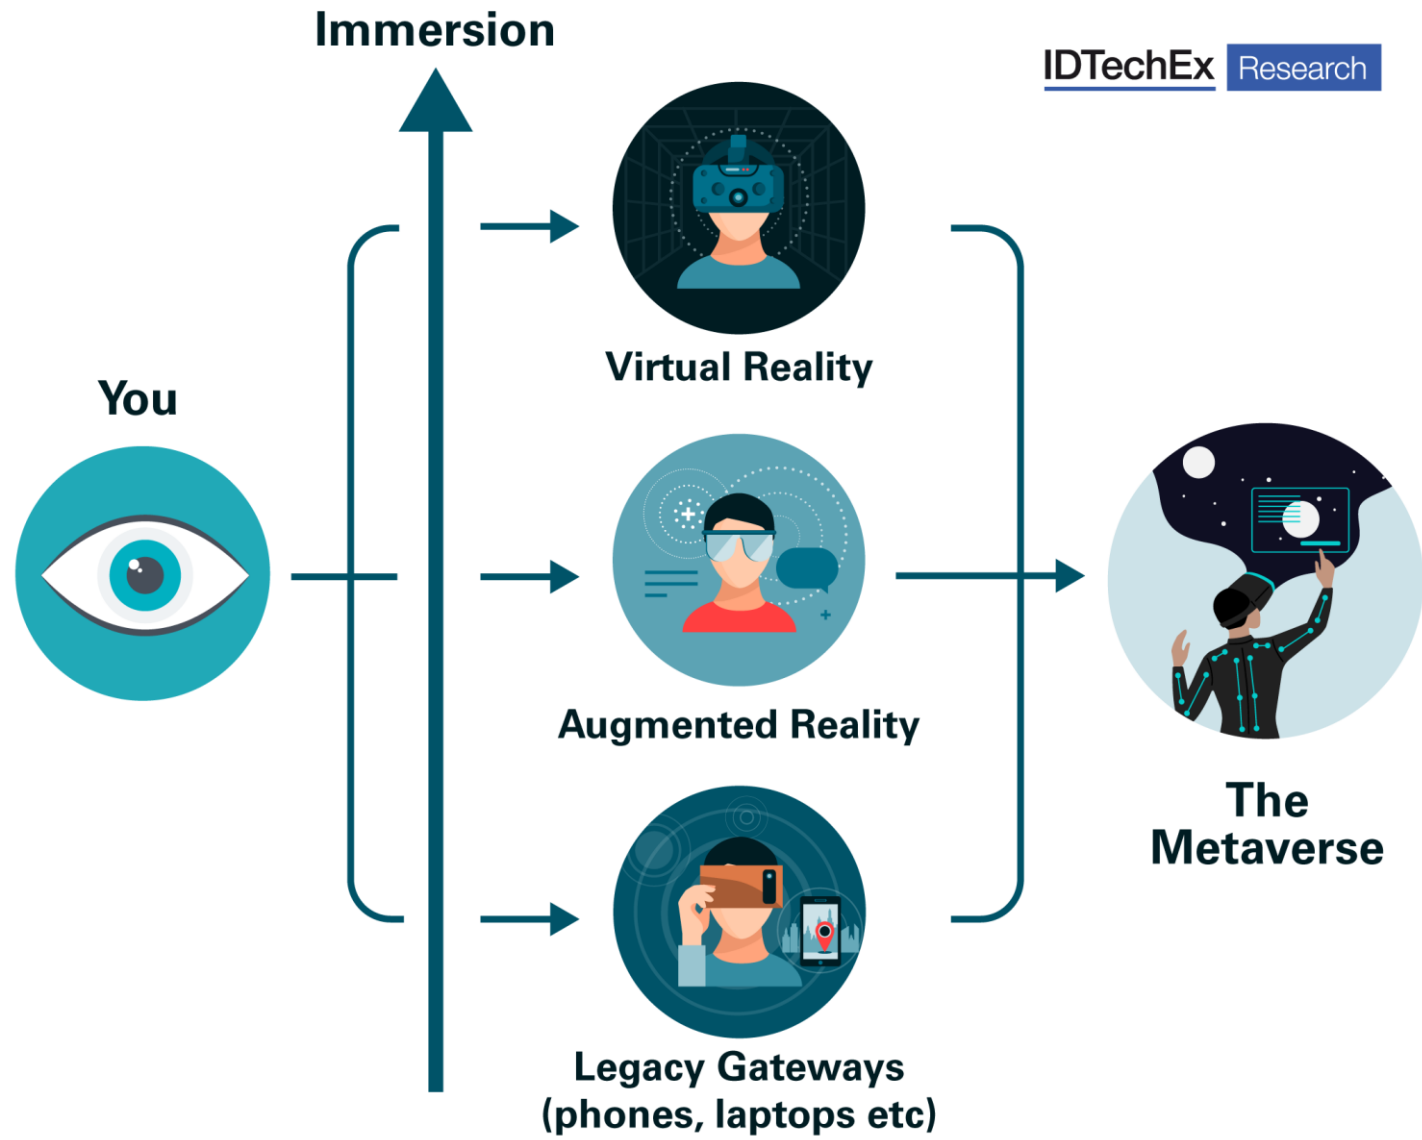 Immersion
IDTechEx Research
Virtual Reality
You
Augmented Reality
The
Metaverse
Legacy Gateways
(phones, laptops etc)